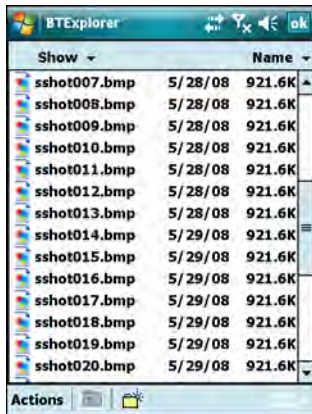 BTExplorer ok
Show Name
sshot007.bmp 5/28/08 921.6K
sshot008.bmp 5/28/08 921.6K
sshot009.bmp 5/28/08 921.6K
sshot010.bmp 5/28/08 921.6K
sshot011.bmp 5/28/08 921.6K
sshot012.bmp 5/28/08 921.6K
sshot013.bmp 5/28/08 921.6K
sshot014.bmp 5/29/08 921.6K
sshot015.bmp 5/29/08 921.6K
sshot016.bmp 5/29/08 921.6K
sshot017.bmp 5/29/08 921.6K
sshot018.bmp 5/29/08 921.6K
sshot019.bmp 5/29/08 921.6K
sshot020.bmp 5/29/08 921.6K
Actions